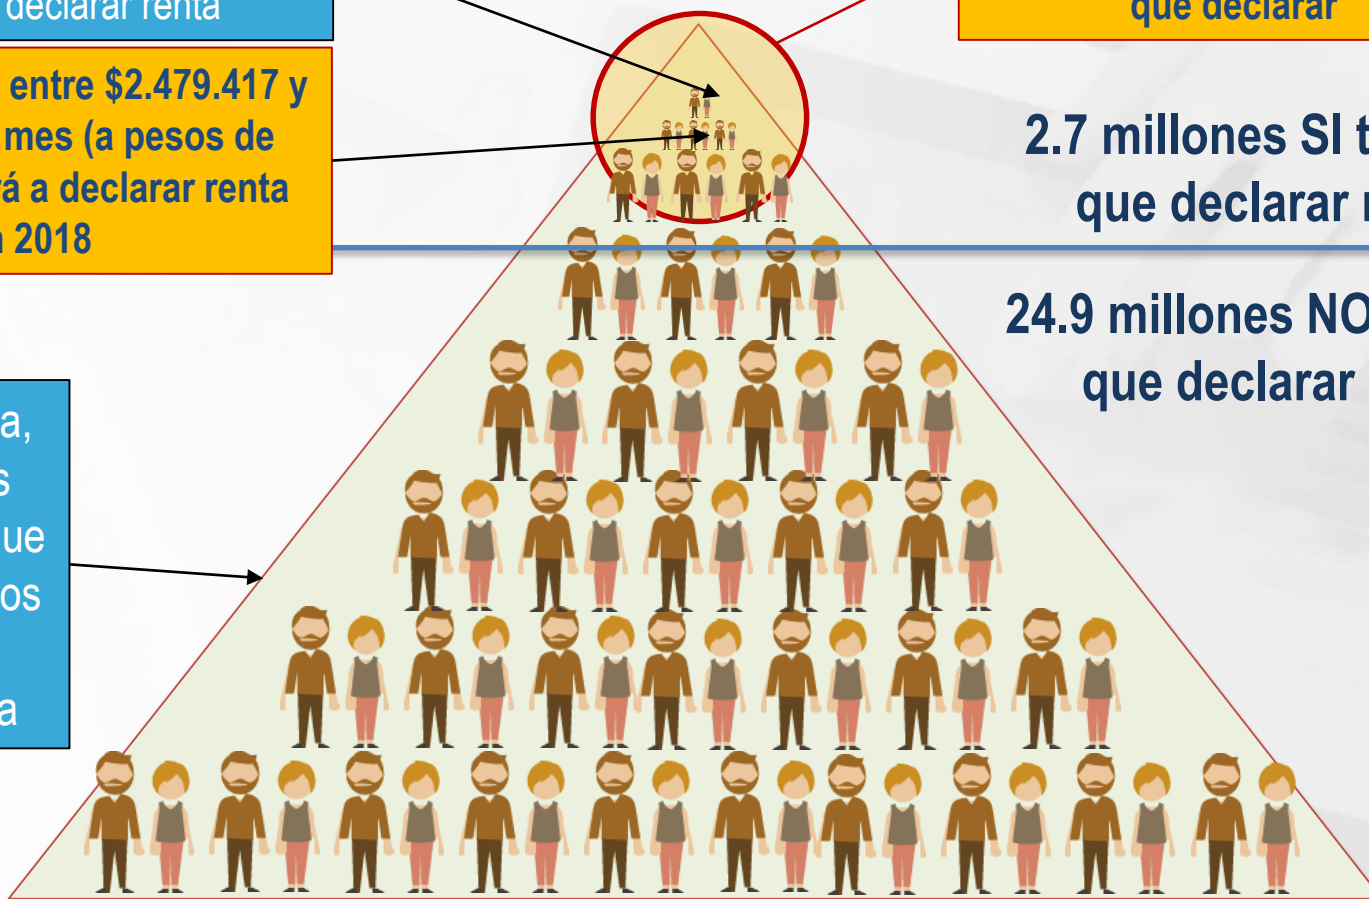 declarar renta
que declarar
entre $2.479.417 y
mes (a pesos de
a declarar renta
2018
2.7 millones SI
que declarar
24.9 millones NO
que declarar
a,
s
ue
os
a